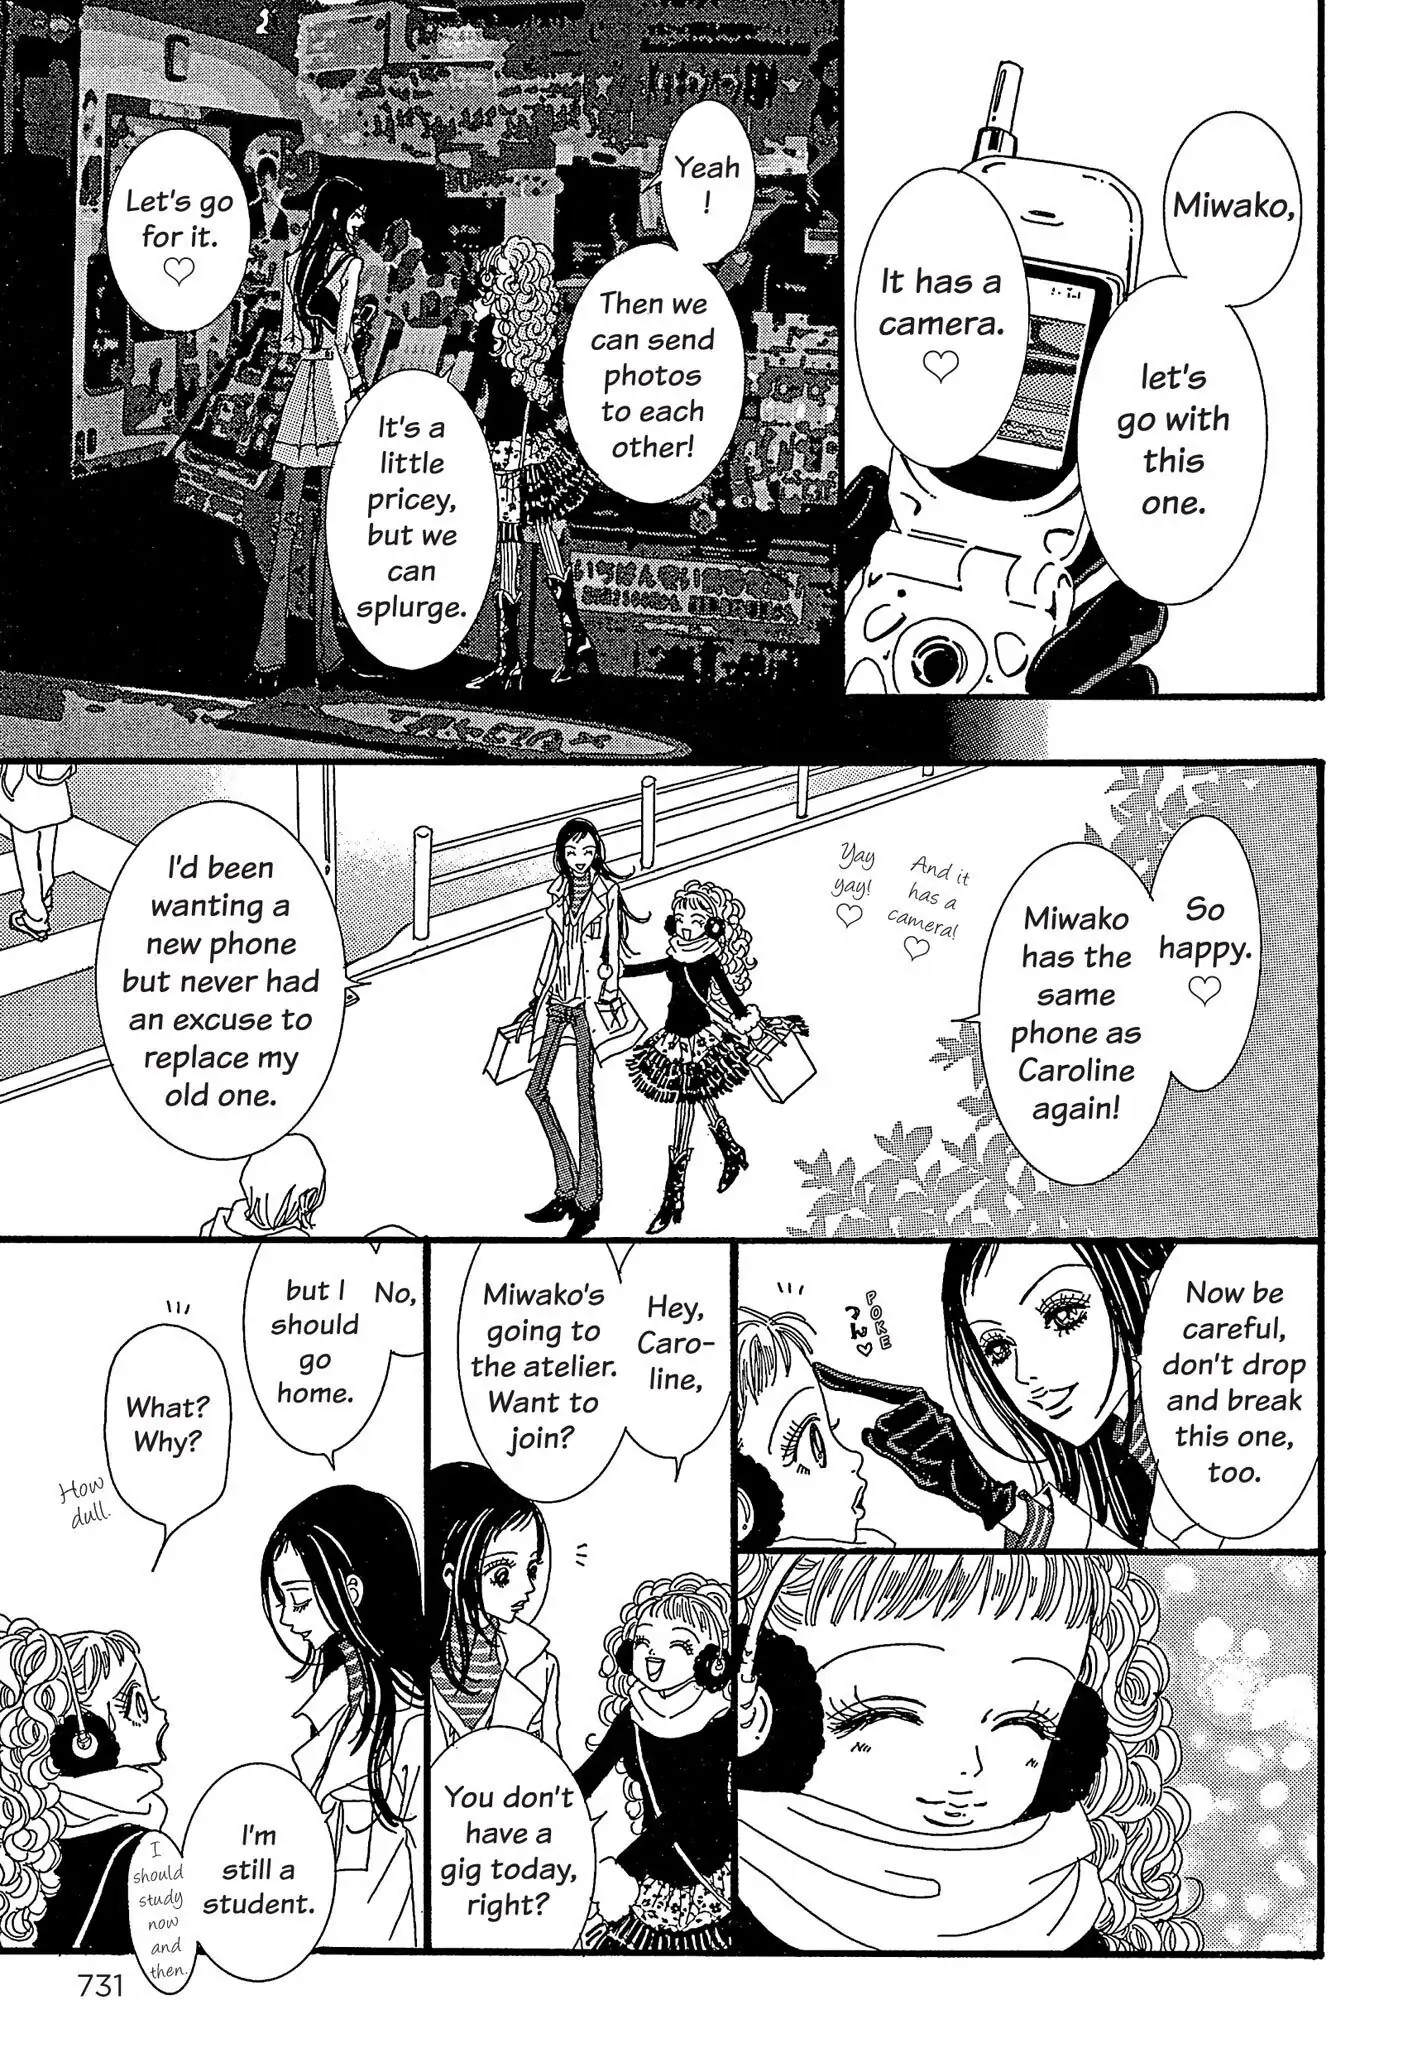 Miwako,
let's
go with
this
one.
It has a
camera.
♡
Yeah
!
Then we
can send
photos
to each
other!
It's a
little
pricey,
but we
can
splurge.
Let's go
for it.
♡
So
happy.
♡
Miwako
has the
same
phone as
Caroline
again!
And it
has a
camera!
♡
Yay
yay!
♡
I'd been
wanting a
new phone
but never had
an excuse to
replace my
old one.
Now be
careful,
don't drop
and break
this one,
too.
POKE
つん♡
Hey,
Caro-
line,
Miwako's
going to
the atelier.
Want to
join?
You don't
have a
gig today,
right?
No,
but I
should
go
home.
What?
Why?
How
dull.
I'm
still a
student.
I
should
study
now
and
then.
731